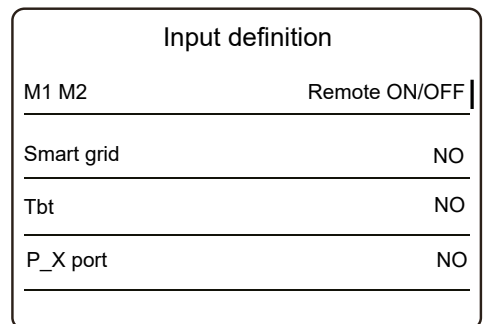 Input definition
M1 M2 Remote ON/OFF
Smart grid NO
Tbt NO
P_X port NO